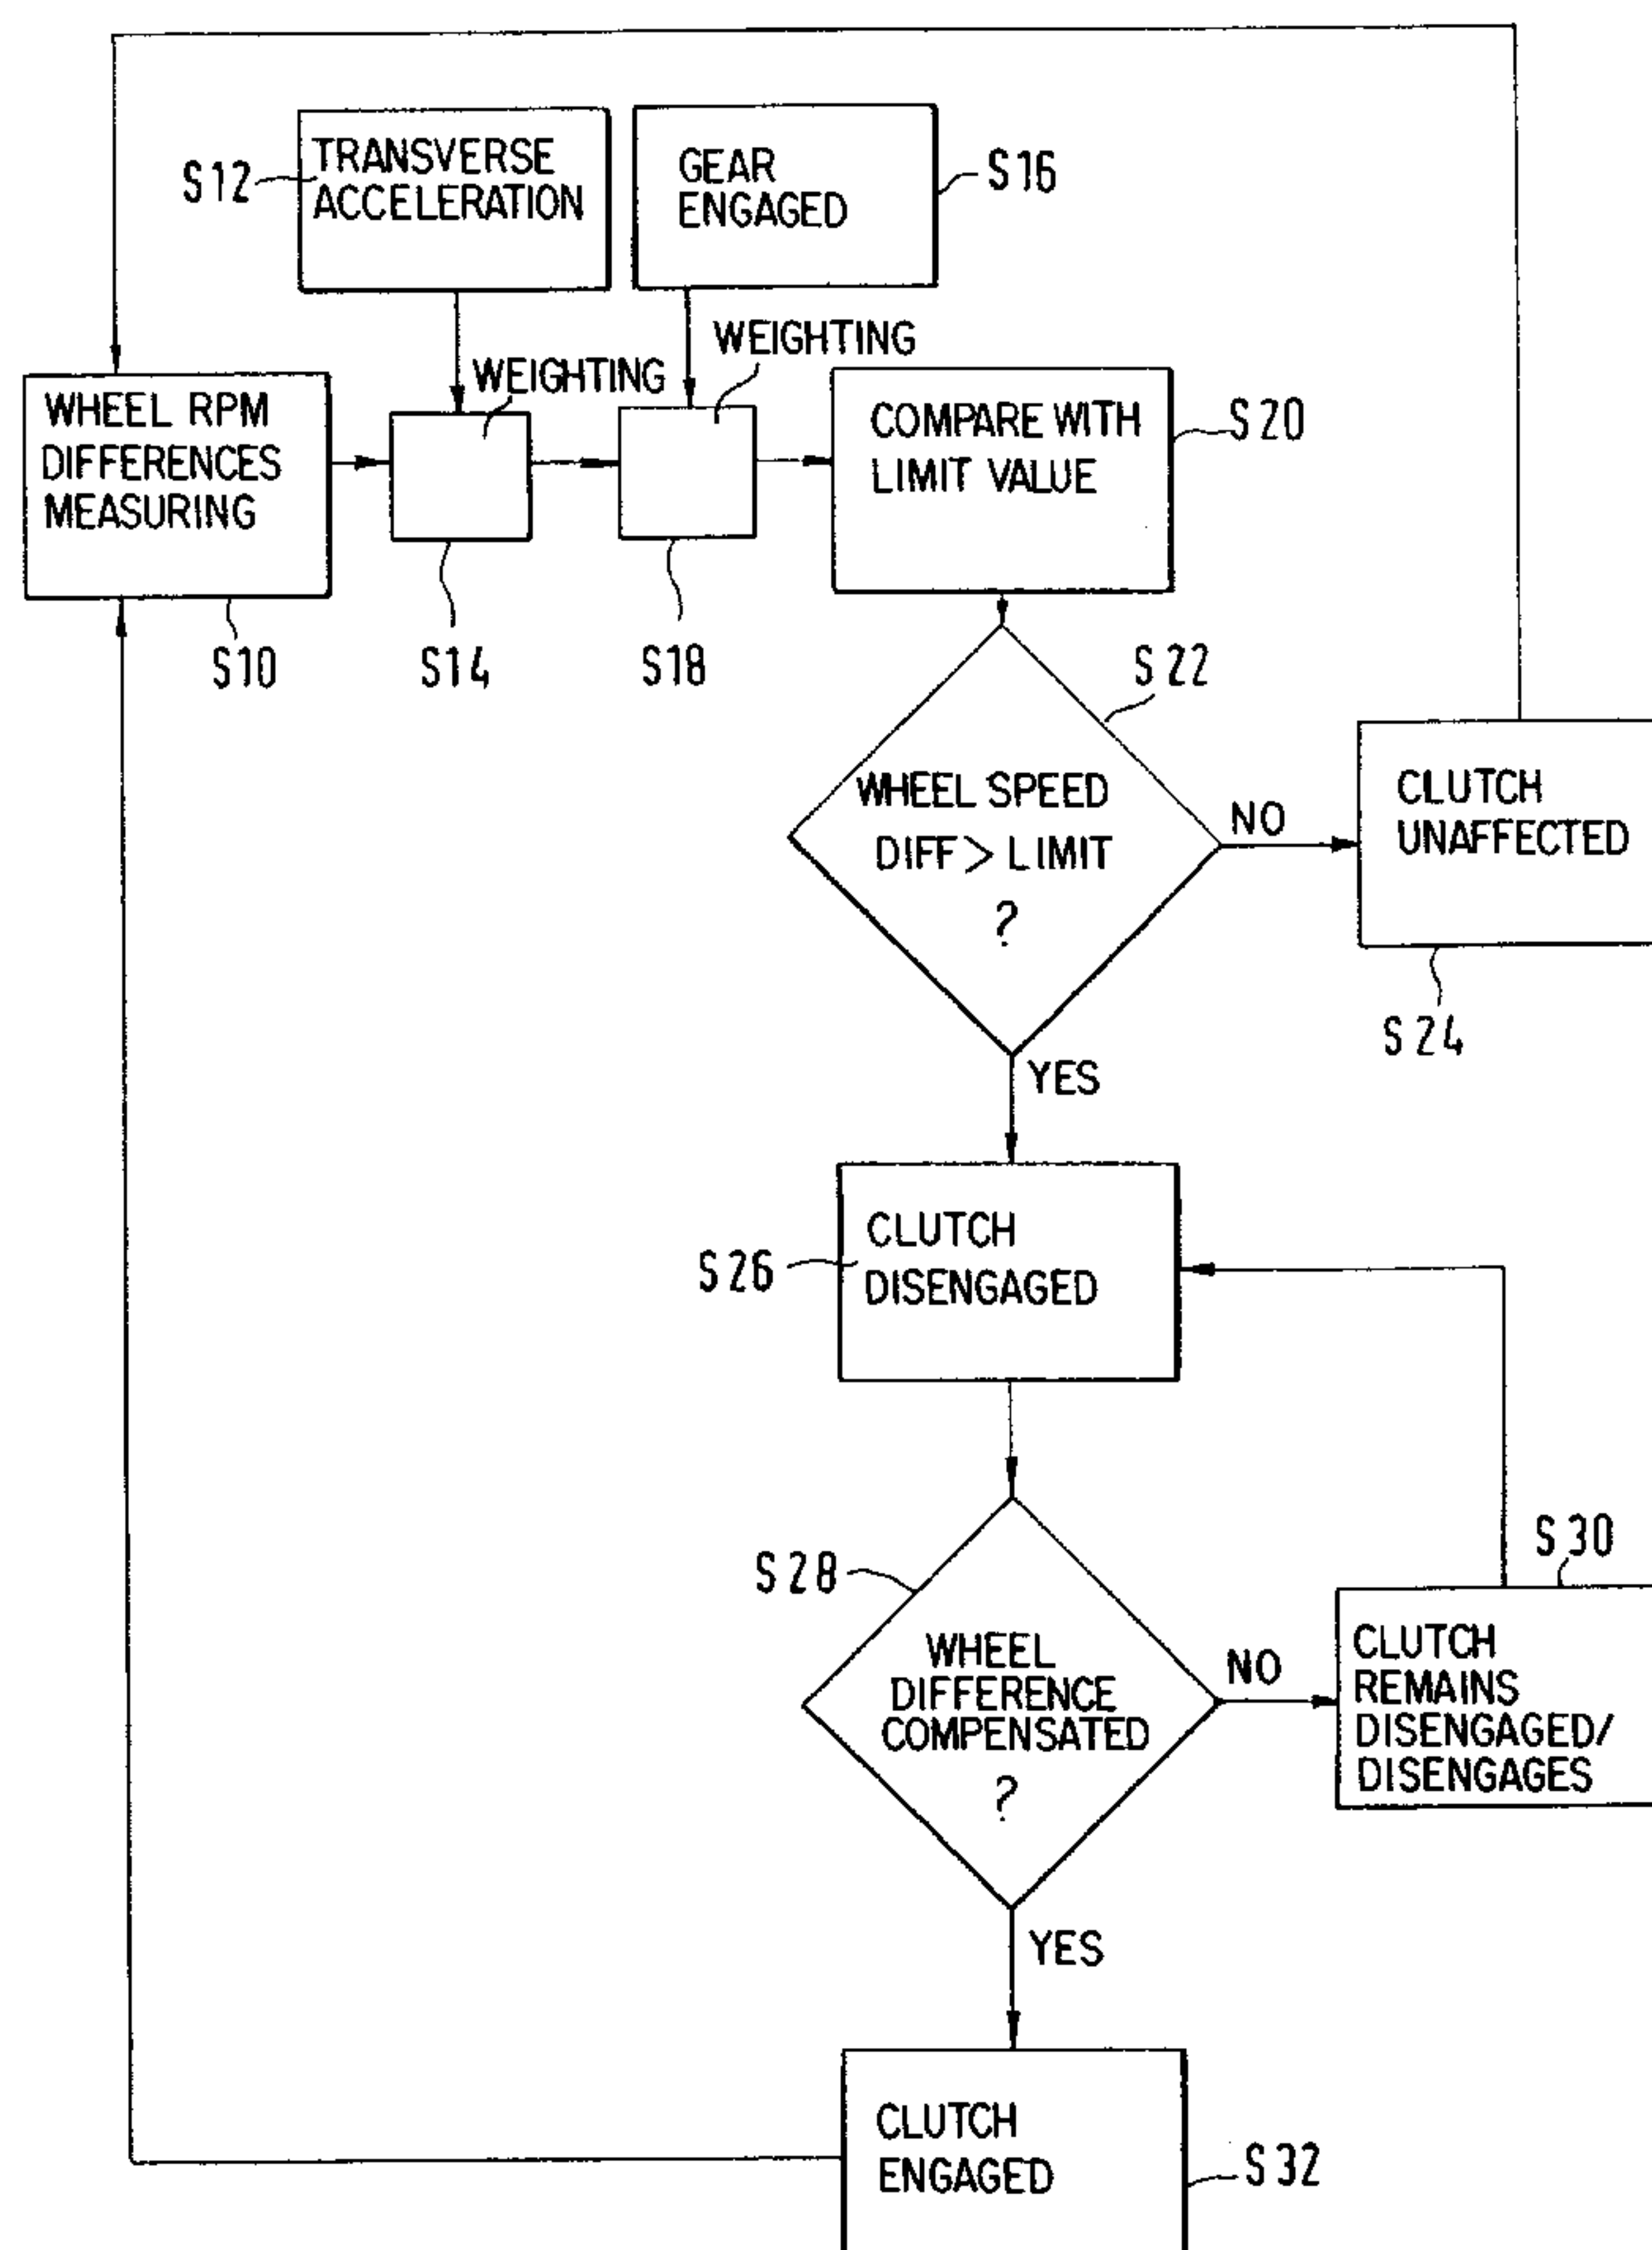 S12
TRANSVERSE
ACCELERATION
GEAR
ENGAGED
S16
WEIGHTING
WEIGHTING
WHEEL RPM
DIFFERENCES
MEASURING
COMPARE WITH
LIMIT VALUE
S20
S10
S14
S18
S22
WHEEL SPEED
DIFF > LIMIT
?
NO
CLUTCH
UNAFFECTED
S24
YES
S26
CLUTCH
DISENGAGED
S28
WHEEL
DIFFERENCE
COMPENSATED
?
NO
S30
CLUTCH
REMAINS
DISENGAGED/
DISENGAGES
YES
CLUTCH
ENGAGED
S32